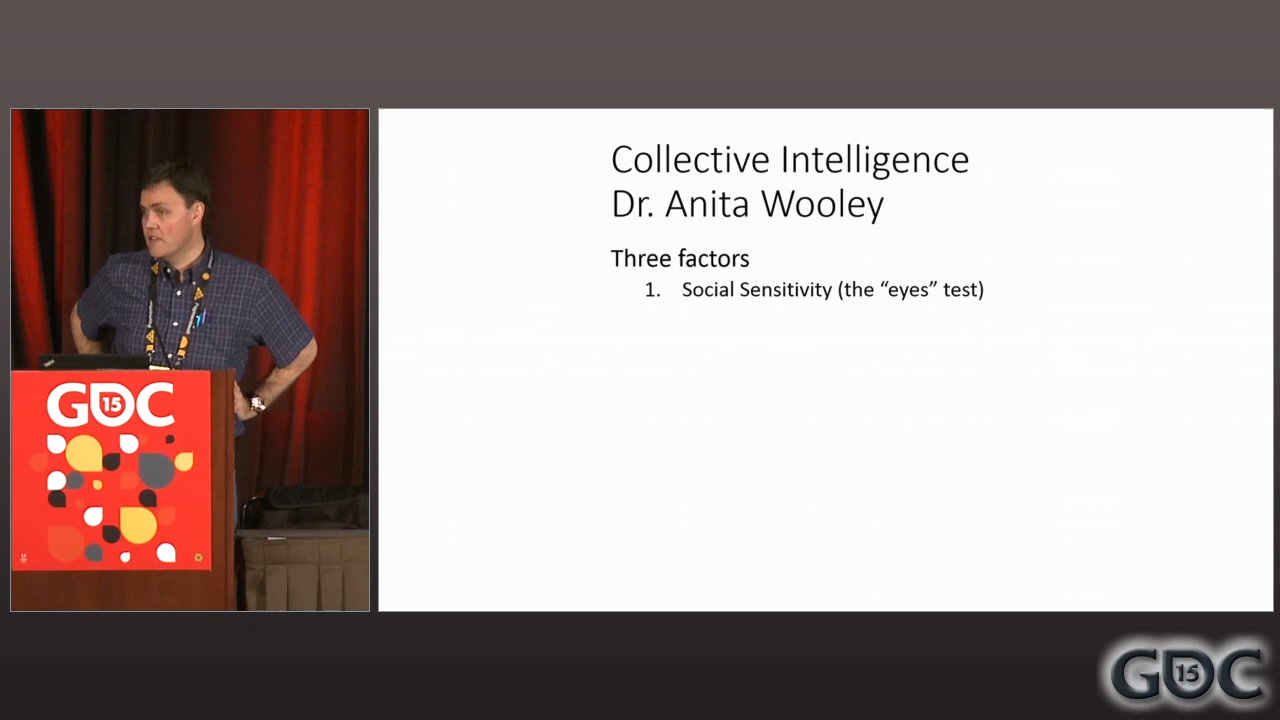 Collective Intelligence
Dr. Anita Wooley
Three factors
1. Social Sensitivity (the “eyes” test)
GDC
15
GDC
15